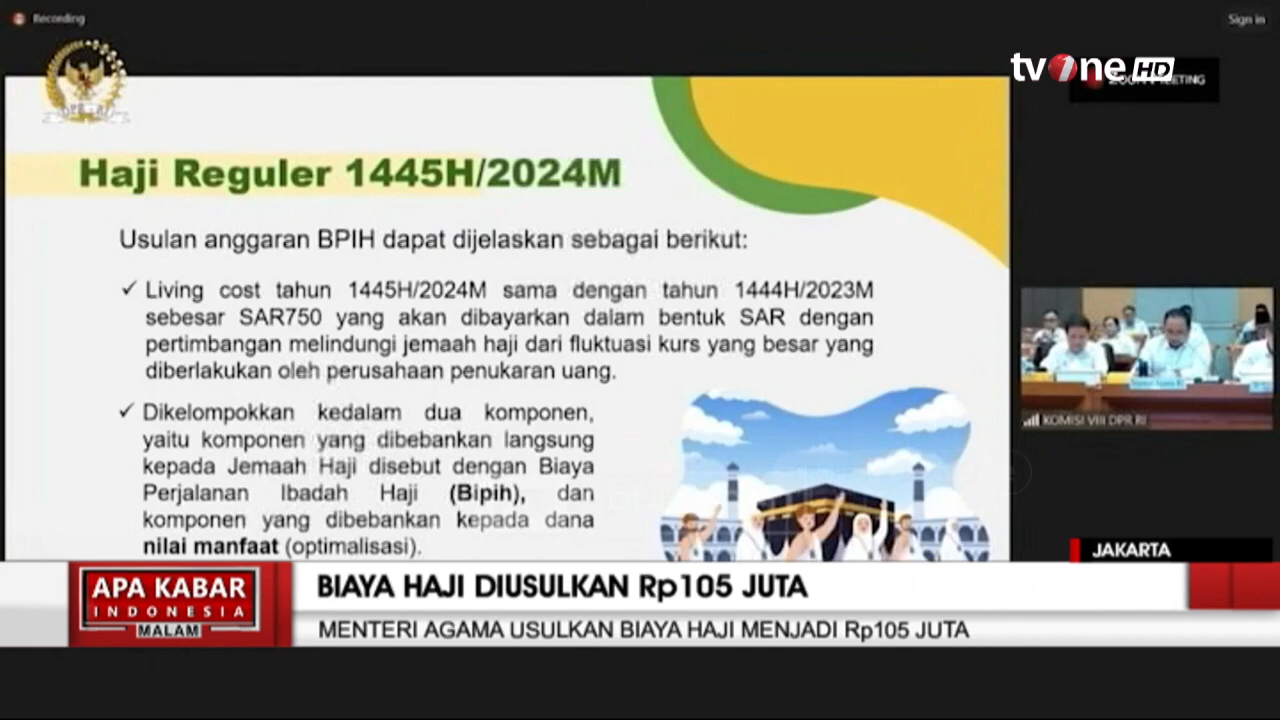 Recording
Sign in
tvOne HD
DPR - RI
Haji Reguler 1445H/2024M
Usulan anggaran BPIH dapat dijelaskan sebagai berikut:
✓ Living cost tahun 1445H/2024M sama dengan tahun 1444H/2023M
sebesar SAR750 yang akan dibayarkan dalam bentuk SAR dengan
pertimbangan melindungi jemaah haji dari fluktuasi kurs yang besar yang
diberlakukan oleh perusahaan penukaran uang.
✓ Dikelompokkan kedalam dua komponen,
yaitu komponen yang dibebankan langsung
kepada Jemaah Haji disebut dengan Biaya
Perjalanan Ibadah Haji (Bipih), dan
komponen yang dibebankan kepada dana
nilai manfaat (optimalisasi).
KOMISI VIII DPR RI
JAKARTA
APA KABAR
INDONESIA
MALAM
BIAYA HAJI DIUSULKAN Rp105 JUTA
MENTERI AGAMA USULKAN BIAYA HAJI MENJADI Rp105 JUTA